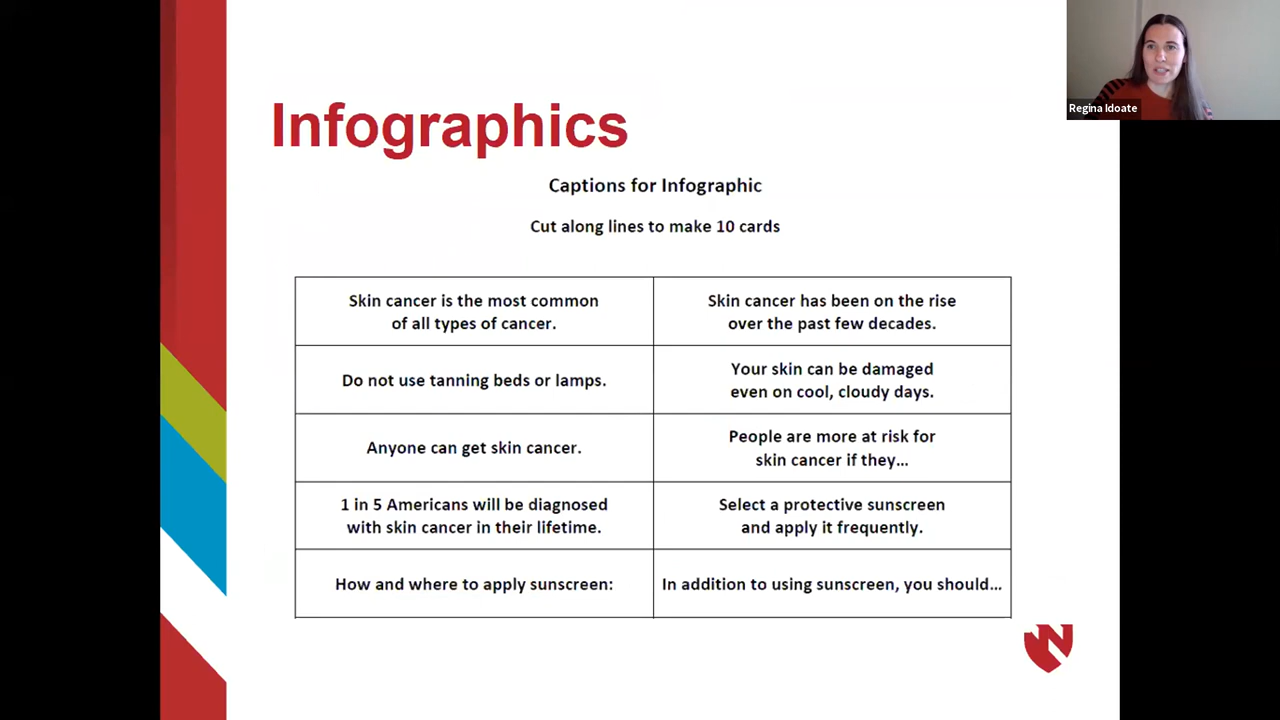 Regina Idoate
Infographics
Captions for Infographic
Cut along lines to make 10 cards
Skin cancer is the most common
of all types of cancer.
Skin cancer has been on the rise
over the past few decades.
Do not use tanning beds or lamps.
Your skin can be damaged
even on cool, cloudy days.
Anyone can get skin cancer.
People are more at risk for
skin cancer if they...
1 in 5 Americans will be diagnosed
with skin cancer in their lifetime.
Select a protective sunscreen
and apply it frequently.
How and where to apply sunscreen:
In addition to using sunscreen, you should...
N